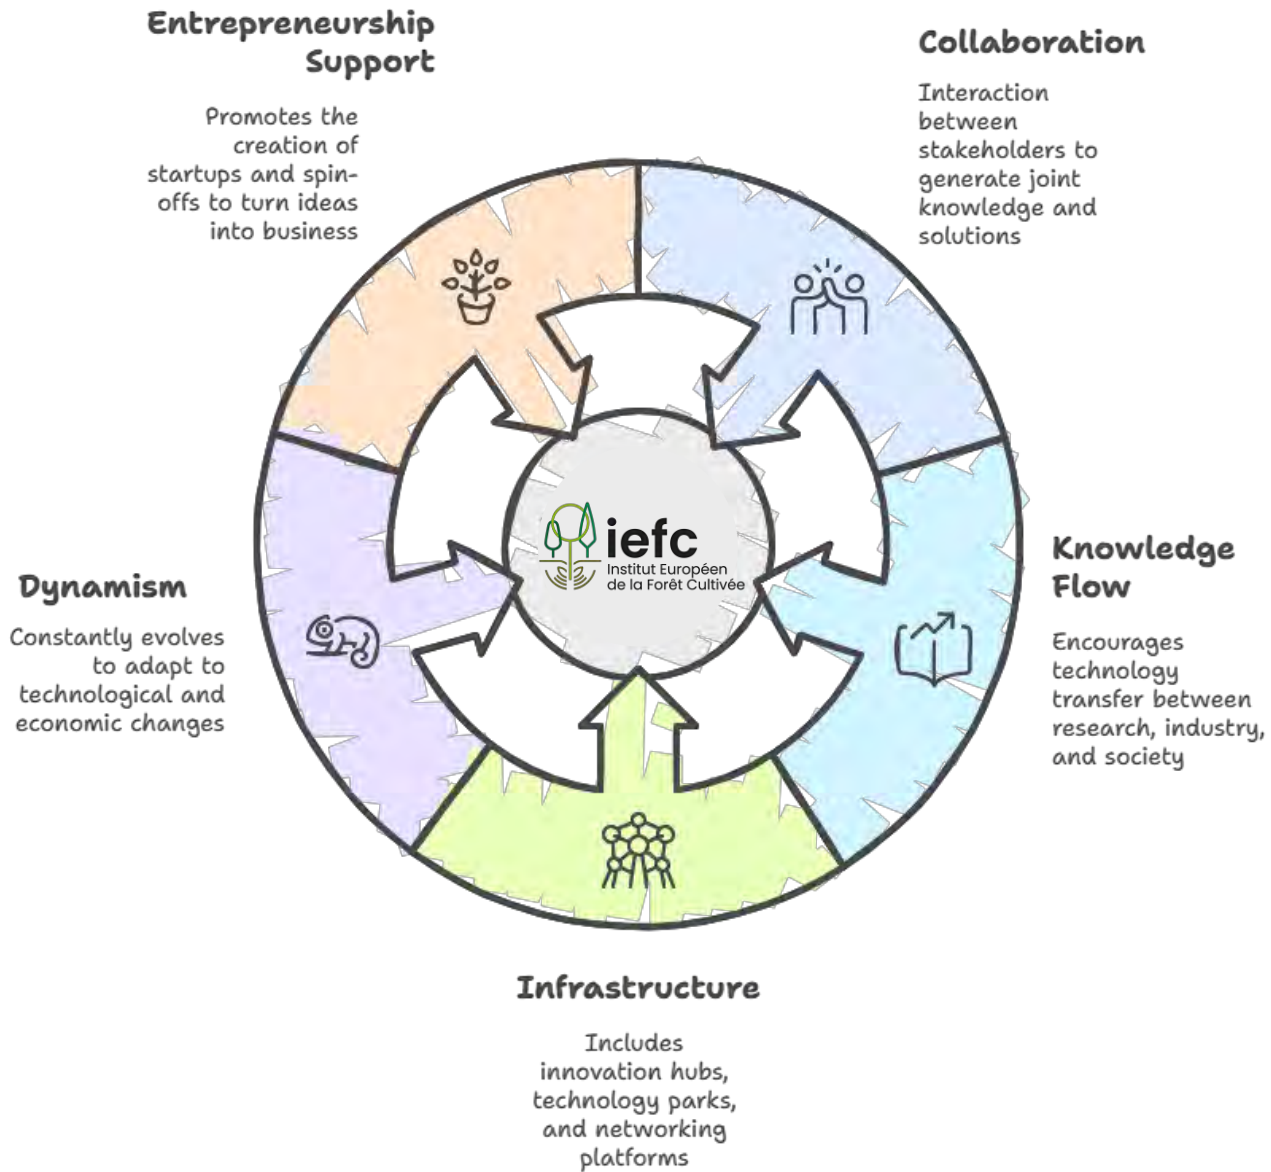 Entrepreneurship
Support
Promotes the
creation of
startups and spin-
offs to turn ideas
into business
Collaboration
Interaction
between
stakeholders to
generate joint
knowledge and
solutions
iefc
Institut Européen
de la Forêt Cultivée
Knowledge
Flow
Encourages
technology
transfer between
research, industry,
and society
Dynamism
Constantly evolves
to adapt to
technological and
economic changes
Infrastructure
Includes
innovation hubs,
technology parks,
and networking
platforms